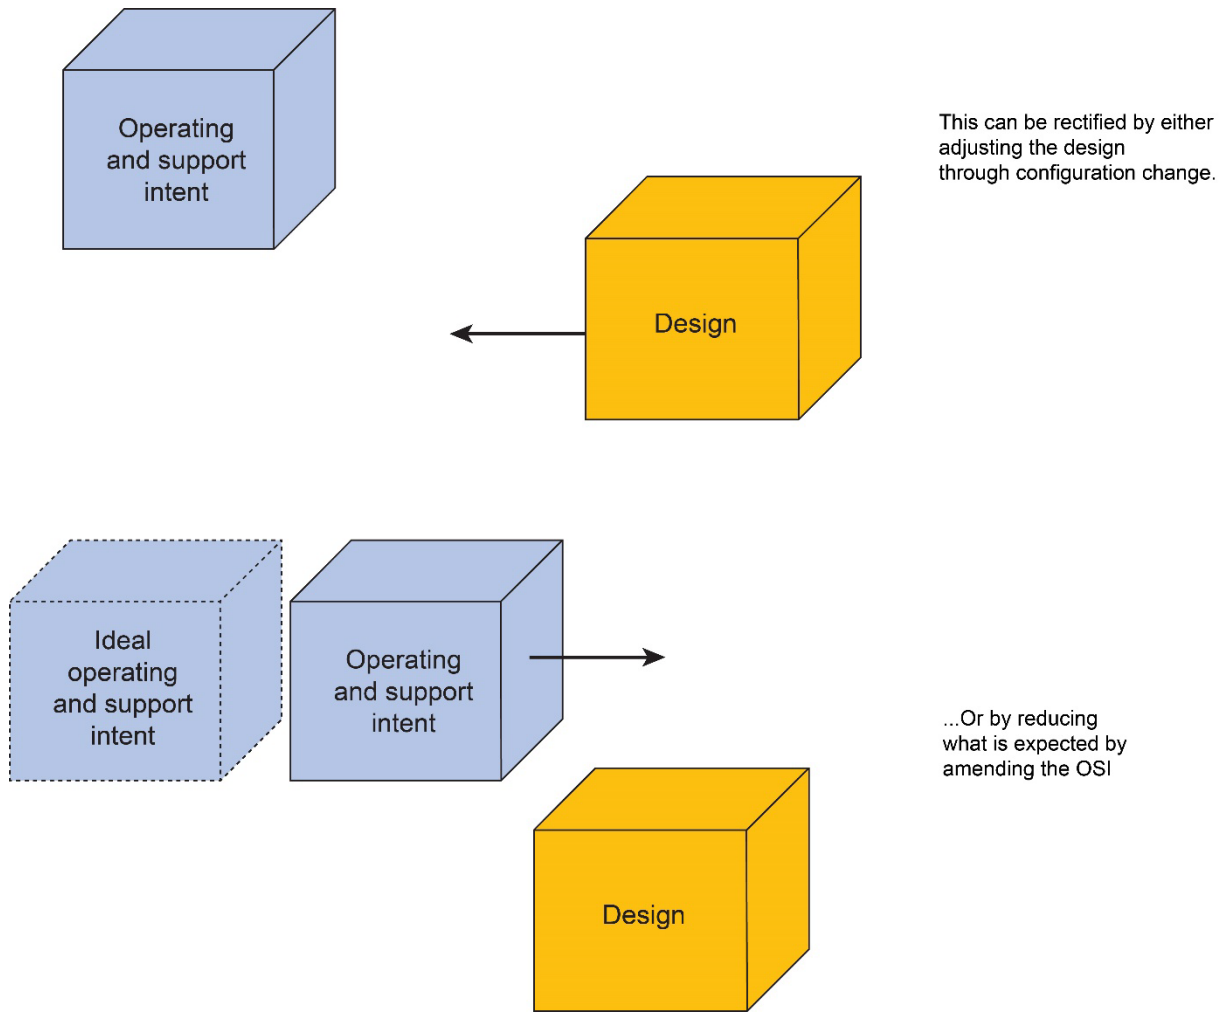 Operating
and support
intent
This can be rectified by either
adjusting the design
through configuration change.
Design
Ideal
operating
and support
intent
Operating
and support
intent
...Or by reducing
what is expected by
amending the OSI
Design